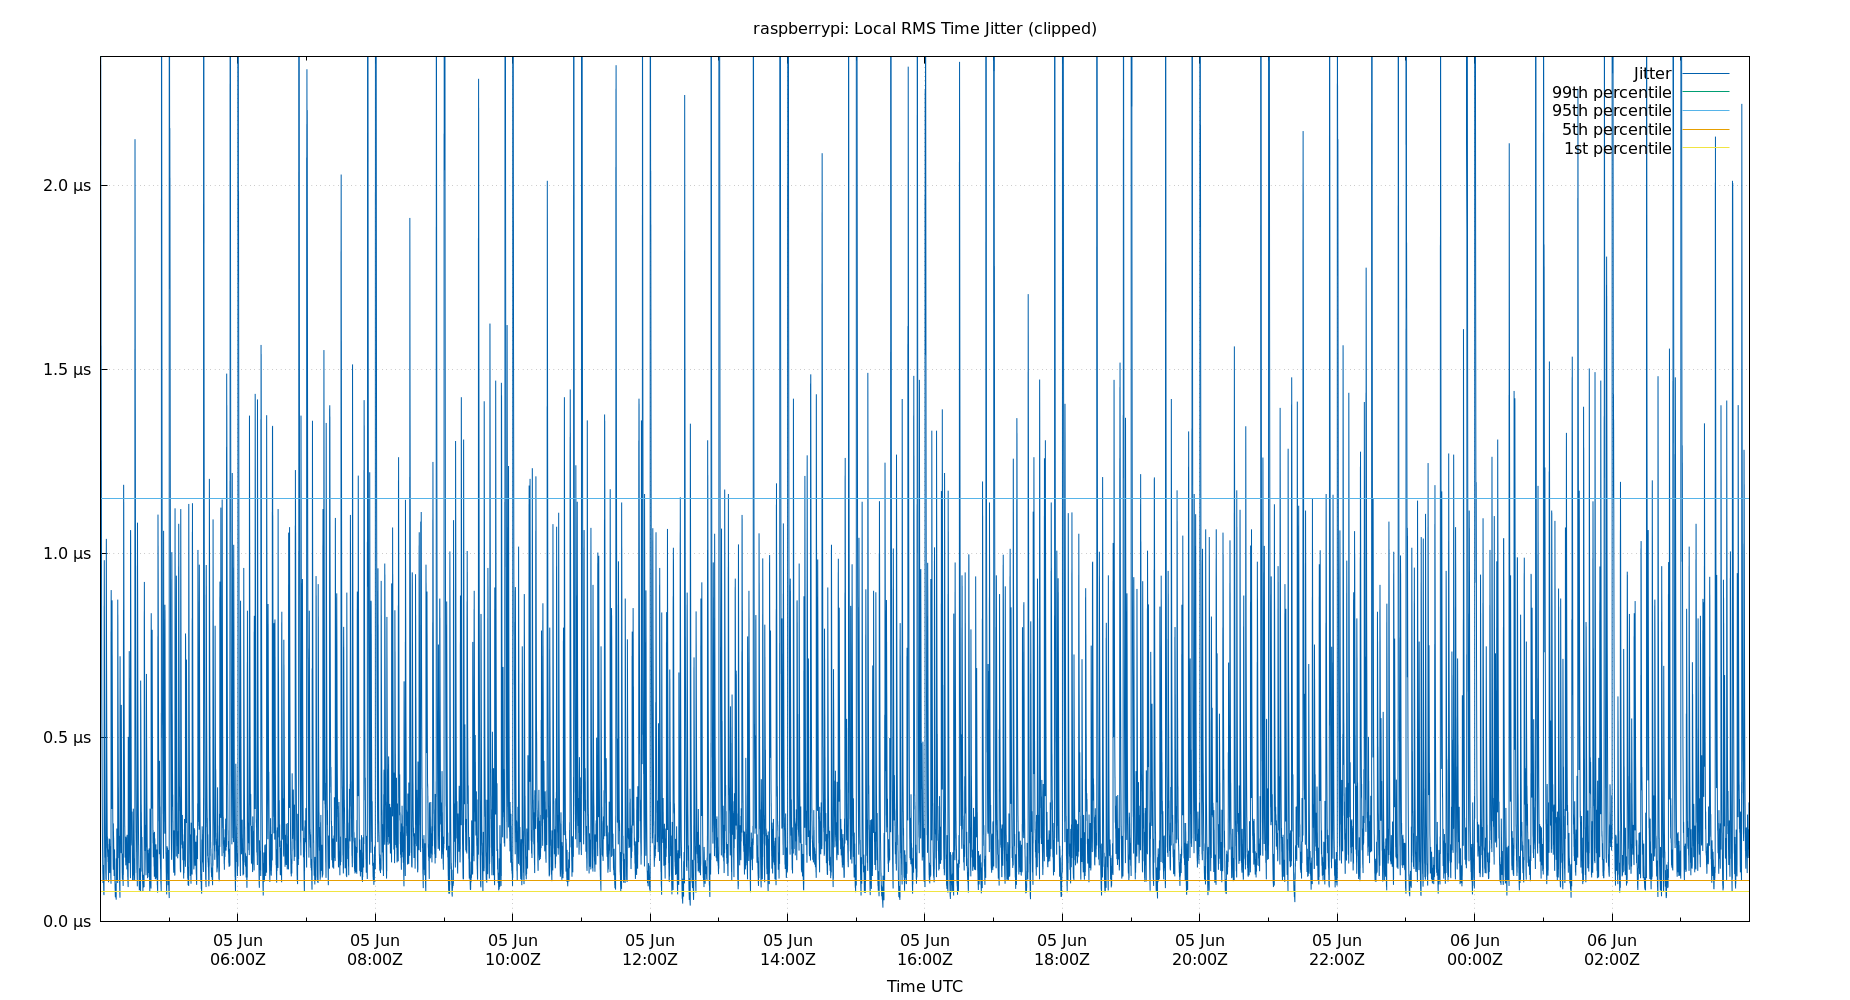 raspberrypi: Local RMS Time Jitter (clipped)
Jitter
99th percentile
95th percentile
5th percentile
1st percentile
2.0 µs
1.5 µs
1.0 µs
0.5 µs
0.0 µs
05 Jun 05 Jun 05 Jun 05 Jun 05 Jun 05 Jun 05 Jun 05 Jun 05 Jun 06 Jun 06 Jun
06:00Z 08:00Z 10:00Z 12:00Z 14:00Z 16:00Z 18:00Z 20:00Z 22:00Z 00:00Z 02:00Z
Time UTC